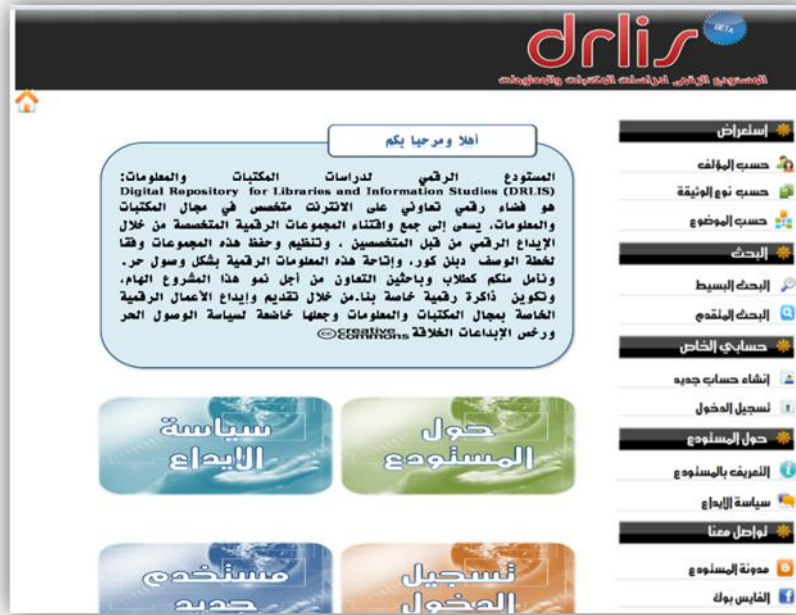 drlis
BETA
المستودع الرقمي لدراسات المكتبات والمعلومات
استعراض
حسب المؤلف
حسب نوع الوثيقة
حسب الموضوع
البحث
البحث البسيط
البحث المتقدم
حسابي الخاص
إنشاء حساب جديد
تسجيل الدخول
حول المستودع
التعريف بالمستودع
سياسة الإيداع
تواصل معنا
مدونة المستودع
الفايس بوك
أهلا ومرحبا بكم
المستودع الرقمي لدراسات المكتبات والمعلومات:
Digital Repository for Libraries and Information Studies (DRLIS)
هو فضاء رقمي تعاوني على الانترنت متخصص في مجال المكتبات
والمعلومات، يسعى إلى جمع واقتناء المجموعات الرقمية المتخصصة من خلال
الإيداع الرقمي من قبل المتخصصين ، وتنظيم وحفظ هذه المجموعات وفقا
لخطة الوصف دبلن كور، وإتاحة هذه المعلومات الرقمية بشكل وصول حر.
ونأمل منكم كطلاب وباحثين التعاون من أجل نمو هذا المشروع الهام،
وتكوين ذاكرة رقمية خاصة بنا.من خلال تقديم وإيداع الأعمال الرقمية
الخاصة بمجال المكتبات والمعلومات وجعلها خاضعة لسياسة الوصول الحر
ورخص الإبداعات الخلاقة creative commons cc
حول
المستودع
سياسة
الايداع
تسجيل
الدخول
مستخدم
جديد